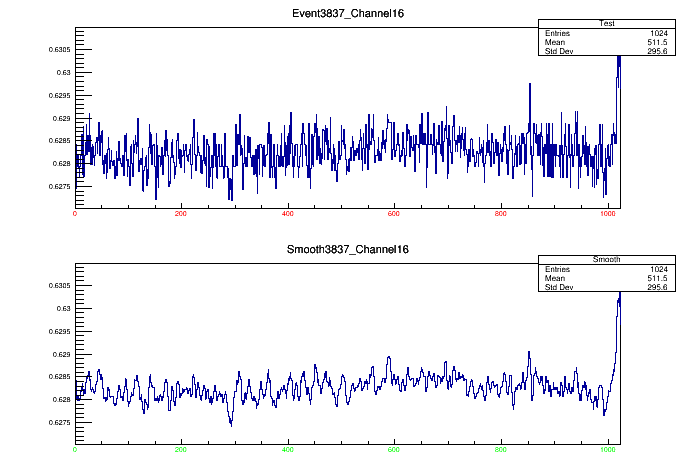 Event3837_Channel16
Test
Entries 1024
Mean 511.5
Std Dev 295.6
0.6305
0.63
0.6295
0.629
0.6285
0.628
0.6275
0 200 400 600 800 1000
Smooth3837_Channel16
Smooth
Entries 1024
Mean 511.5
Std Dev 295.6
0.6305
0.63
0.6295
0.629
0.6285
0.628
0.6275
0 200 400 600 800 1000